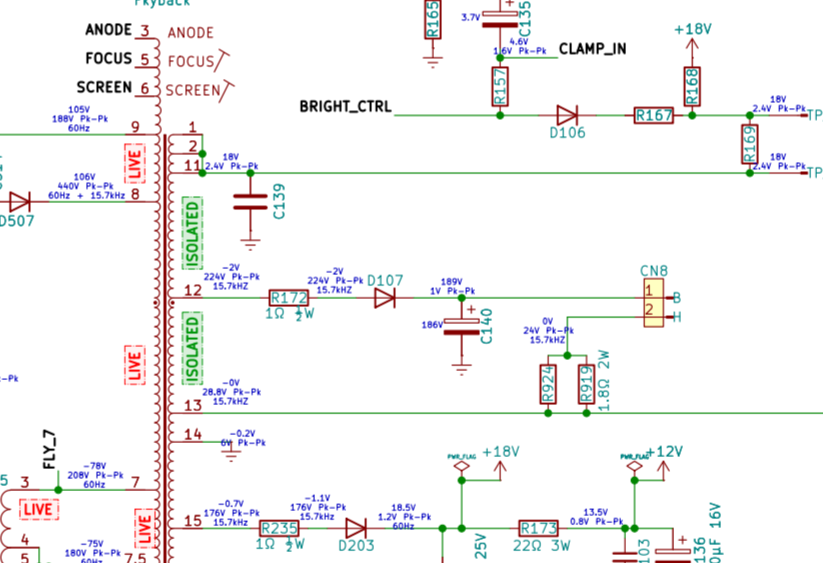 Flyback
ANODE 3 ANODE
FOCUS 5 FOCUS
SCREEN 6 SCREEN
105V
188V Pk-Pk
60Hz
9
LIVE
106V
440V Pk-Pk
60Hz + 15.7kHz
8
D507
1
2
11
18V
2.4V Pk-Pk
C139
ISOLATED
R165
3.7V
+
C135
4.6V
1.6V Pk-Pk
CLAMP_IN
+18V
R157
R168
BRIGHT_CTRL
D106
R167
18V
2.4V Pk-Pk
TP
R169
18V
2.4V Pk-Pk
TP
-2V
224V Pk-Pk
15.7kHZ
12
R172
1Ω ½W
-2V
224V Pk-Pk
15.7kHZ
D107
189V
1V Pk-Pk
186V
+
C140
CN8
1 B
2 H
0V
24V Pk-Pk
15.7kHZ
R924
R919
1.8Ω 2W
ISOLATED
LIVE
-Pk
-0V
28.8V Pk-Pk
15.7kHZ
13
14
-0.2V
6V Pk-Pk
FLY_7
-78V
208V Pk-Pk
60Hz
5
3
7
LIVE
4
5
-75V
180V Pk-Pk
60Hz
7,5
LIVE
15
-0.7V
176V Pk-Pk
15.7kHZ
R235
1Ω ½W
-1.1V
176V Pk-Pk
15.7kHZ
D203
18.5V
1.2V Pk-Pk
60Hz
PWR_FLAG
+18V
25V
R173
22Ω 3W
13.5V
0.8V Pk-Pk
PWR_FLAG
+12V
103
+
136
0µF 16V